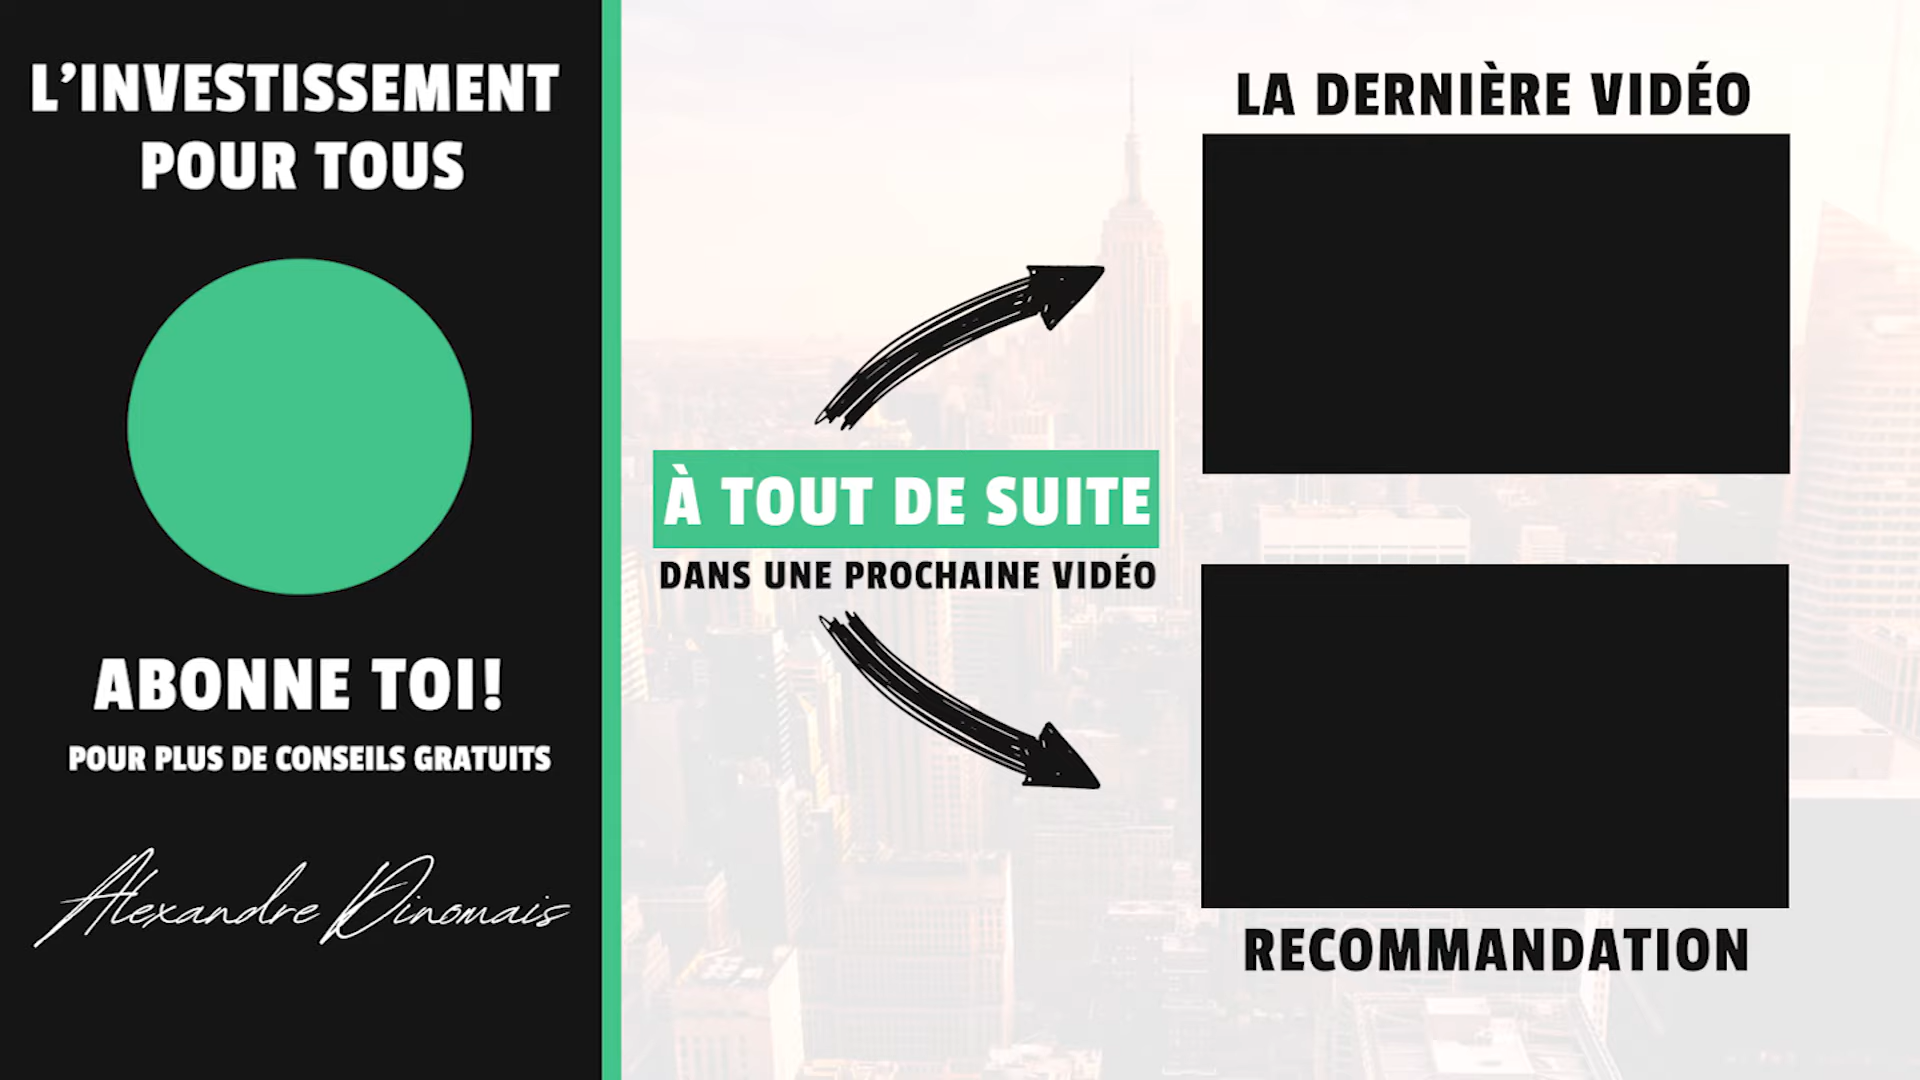 L'INVESTISSEMENT
POUR TOUS
ABONNE TOI!
POUR PLUS DE CONSEILS GRATUITS
Alexandre Dinomais
À TOUT DE SUITE
DANS UNE PROCHAINE VIDÉO
LA DERNIÈRE VIDÉO
RECOMMANDATION